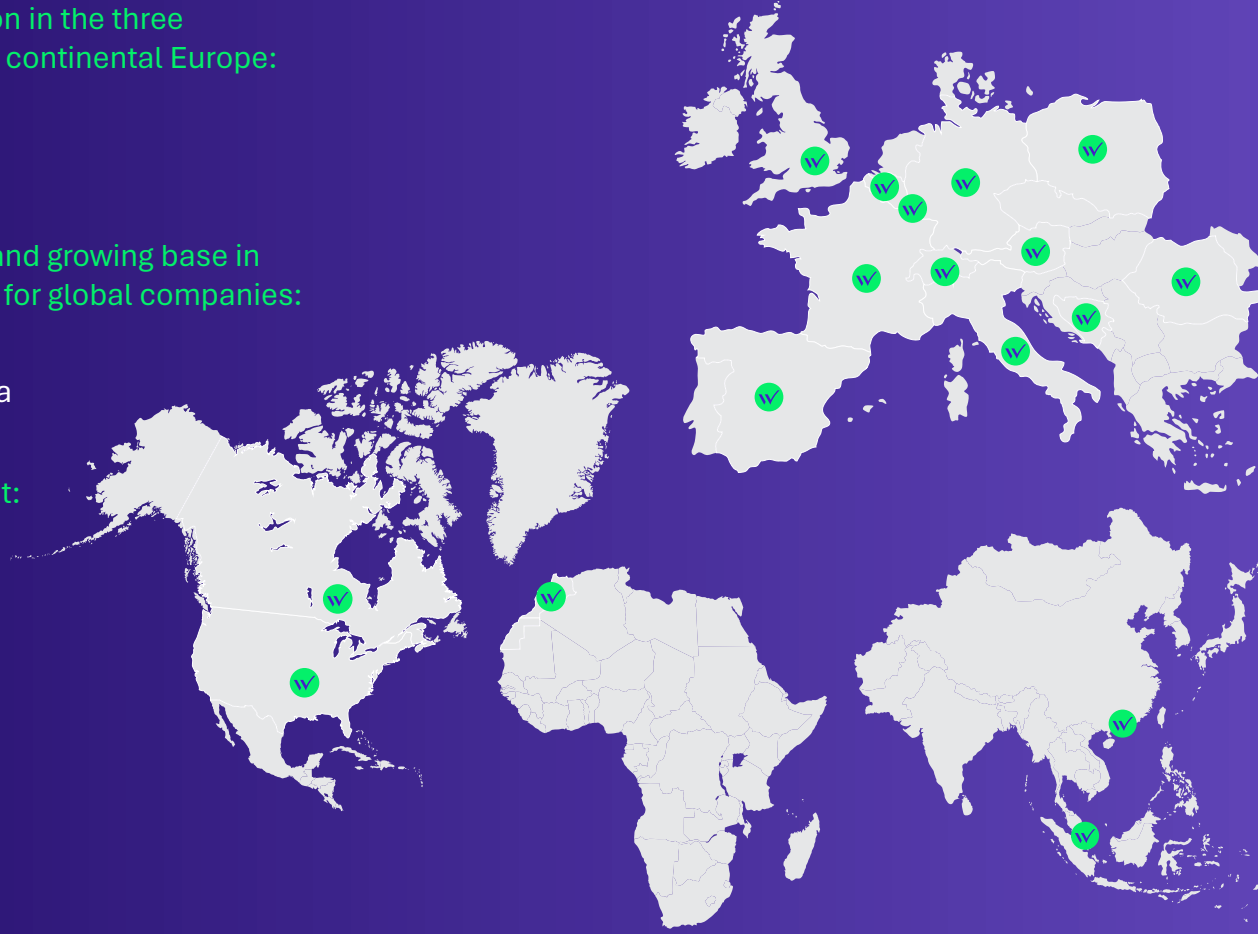 on in the three
continental Europe:
and growing base in
for global companies:
a
t: